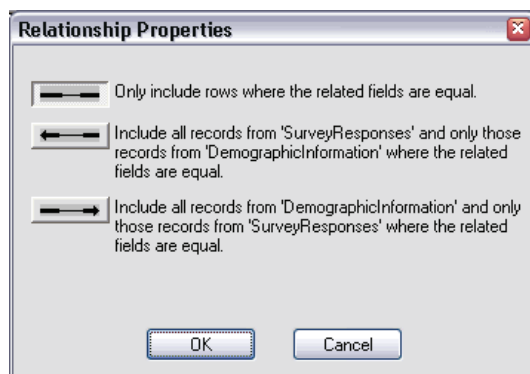 Relationship Properties
Only include rows where the related fields are equal.
Include all records from 'SurveyResponses' and only those
records from 'DemographicInformation' where the related
fields are equal.
Include all records from 'DemographicInformation' and only
those records from 'SurveyResponses' where the related
fields are equal.
OK
Cancel